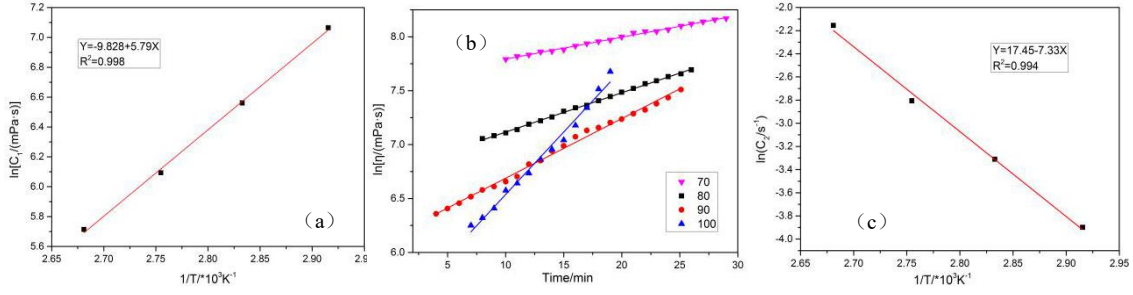 7.2
7.0
6.8
6.6
6.4
6.2
6.0
5.8
5.6
ln[C₁/(mPa·s)]
Y=-9.828+5.79X
R²=0.998
(a)
2.65 2.70 2.75 2.80 2.85 2.90 2.9
1/T/*10³K⁻¹
8.0
7.5
7.0
6.5
6.0
ln[η/(mPa·s)]
(b)
70
80
90
100
5 10 15 20 25 30
Time/min
-2.0
-2.2
-2.4
-2.6
-2.8
-3.0
-3.2
-3.4
-3.6
-3.8
-4.0
ln(C₂/s⁻¹)
Y=17.45-7.33X
R²=0.994
(c)
2.65 2.70 2.75 2.80 2.85 2.90 2.95
1/T/*10³K⁻¹